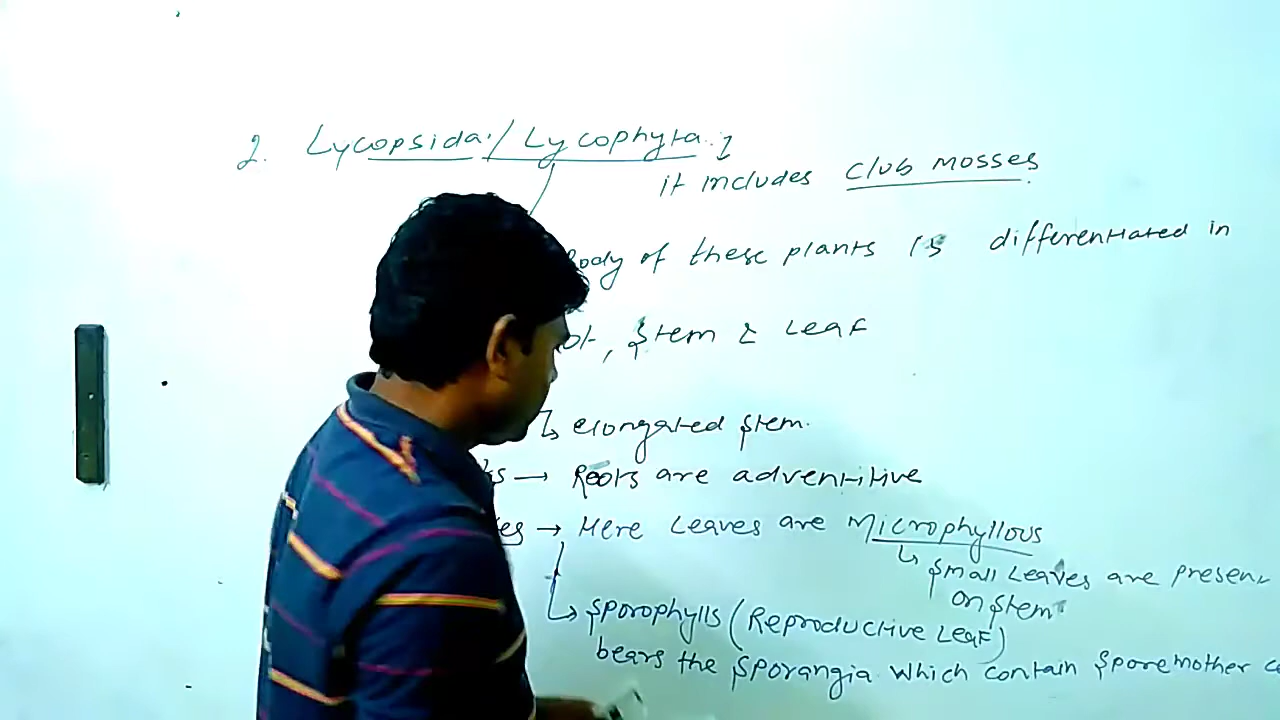 2. Lycopsida / Lycophyta :
it includes club mosses
Body of these plants is differentiated in
, Stem & Leaf
elongated stem.
→ Roots are adventitive
→ Here Leaves are Microphyllous
Small Leaves are present
on stem
Sporophylls (Reproductive Leaf)
bears the Sporangia which contain Sporemother